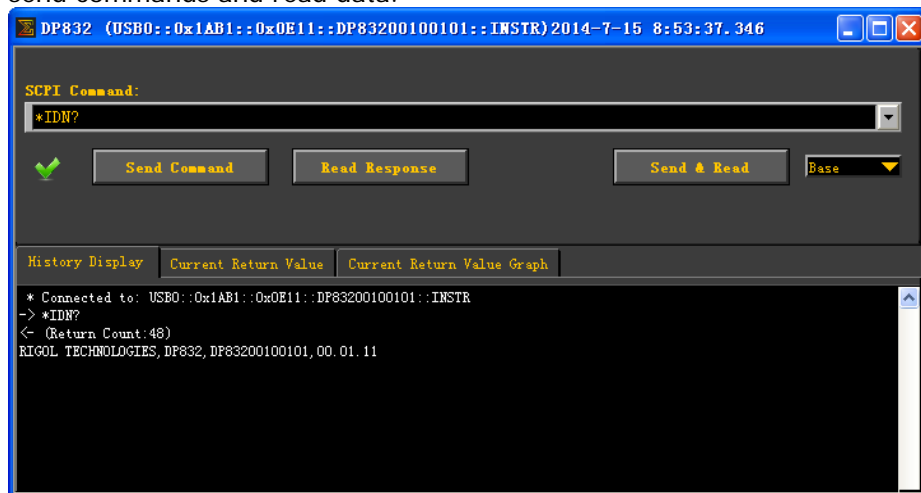 send commands and read data.
DP832 (USB0::0x1AB1::0x0E11::DP83200100101::INSTR)2014-7-15 8:53:37.346
SCPI Command:
*IDN?
Send Command Read Response Send & Read Base
History Display Current Return Value Current Return Value Graph
* Connected to: USB0::0x1AB1::0x0E11::DP83200100101::INSTR
-> *IDN?
<- (Return Count:48)
RIGOL TECHNOLOGIES,DP832,DP83200100101,00.01.11